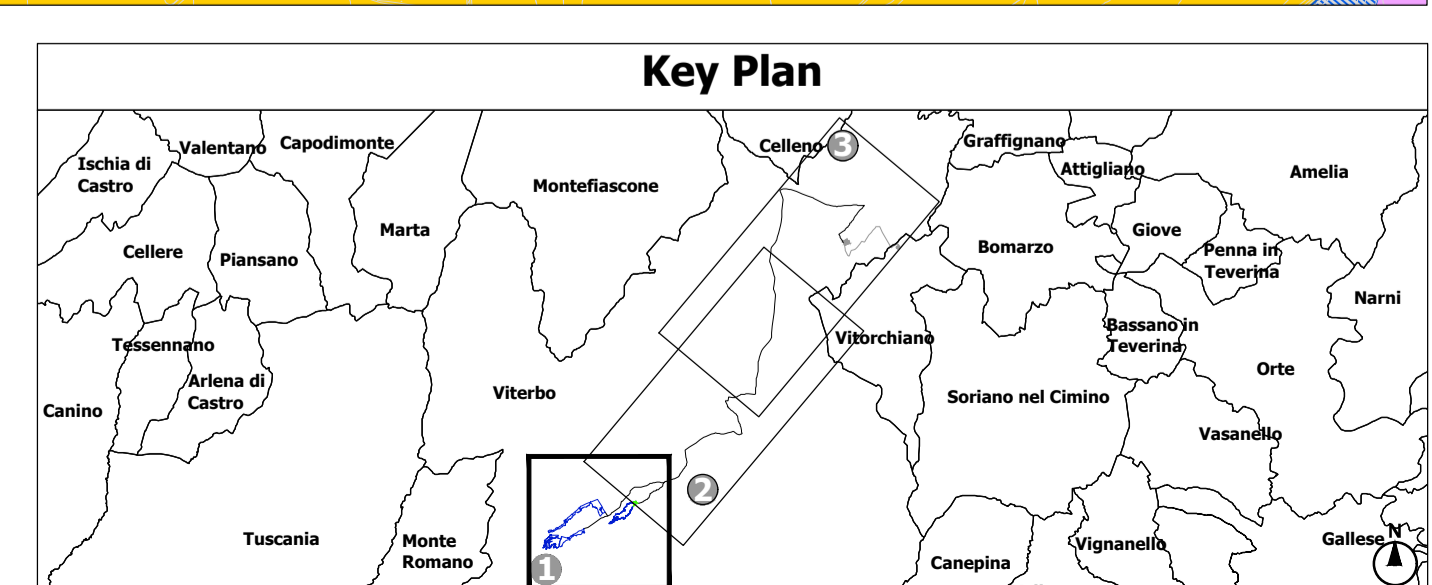 Key Plan
Ischia di
Castro
Valentano
Capodimonte
Montefiascone
Celleno
3
Graffignano
Attigliano
Amelia
Cellere
Piansano
Marta
Bomarzo
Giove
Penna in
Teverina
Narni
Tessennano
Arlena di
Castro
Canino
Viterbo
Vitorchiano
Bassano in
Teverina
Orte
Soriano nel Cimino
Vasanello
2
Tuscania
Monte
Romano
1
Canepina
Vignanello
Gallese
N